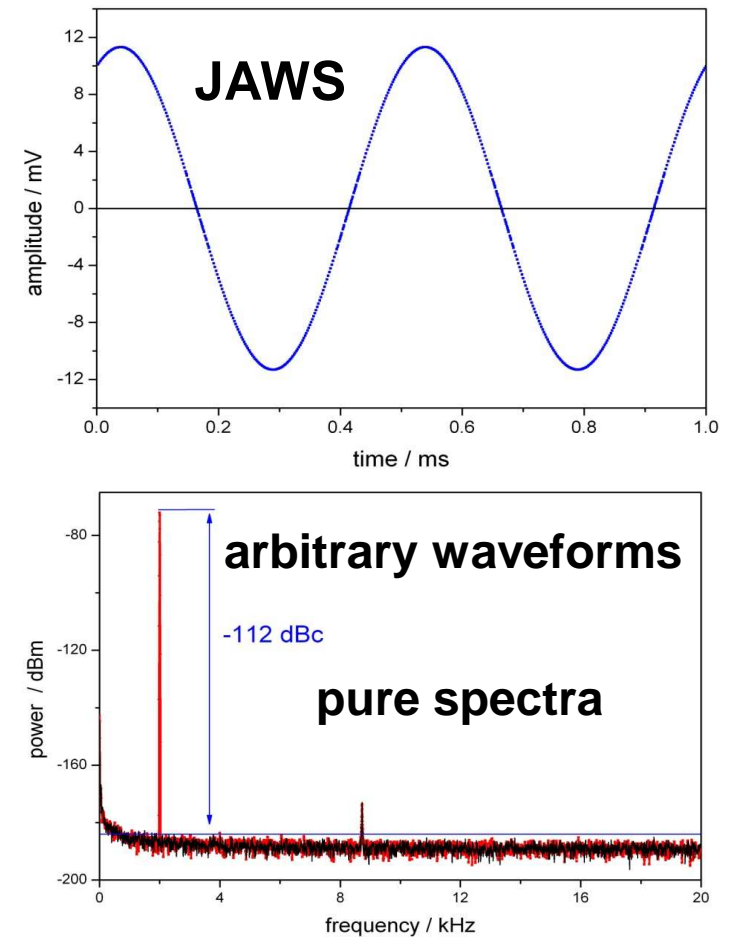 JAWS
12
8
4
0
-4
-8
-12
amplitude / mV
0.0 0.2 0.4 0.6 0.8 1.0
time / ms
arbitrary waveforms
-112 dBc
pure spectra
-80
-120
-160
-200
power / dBm
0 4 8 12 16 20
frequency / kHz